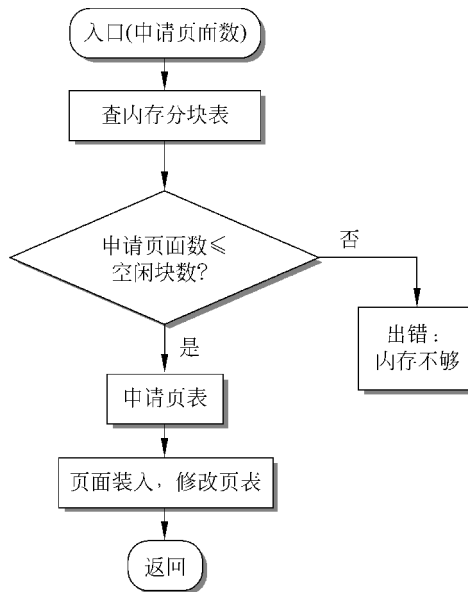 入口(申请页面数)
查内存分块表
申请页面数≤
空闲块数?
否
出错:
内存不够
是
申请页表
页面装入,修改页表
返回